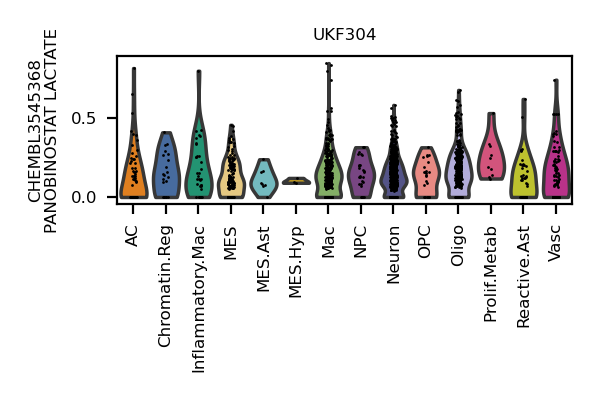 UKF304
CHEMBL3545368
PANOBINOSTAT LACTATE
0.5
0.0
AC
Chromatin.Reg
Inflammatory.Mac
MES
MES.Ast
MES.Hyp
Mac
NPC
Neuron
OPC
Oligo
Prolif.Metab
Reactive.Ast
Vasc